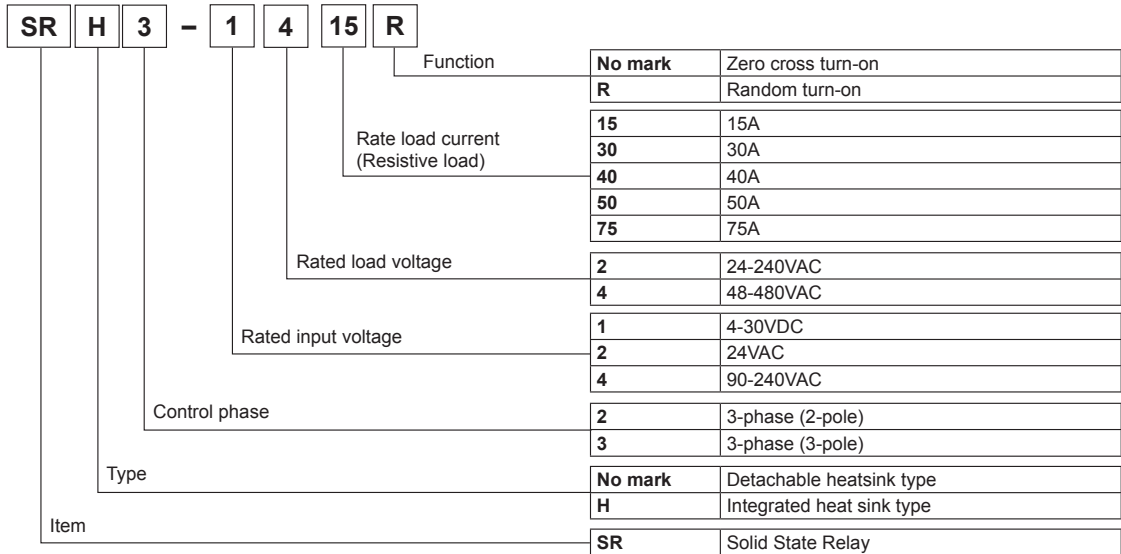 SR H 3 – 1 4 15 R
Function
No mark Zero cross turn-on
R Random turn-on
Rate load current
(Resistive load)
15 15A
30 30A
40 40A
50 50A
75 75A
Rated load voltage
2 24-240VAC
4 48-480VAC
Rated input voltage
1 4-30VDC
2 24VAC
4 90-240VAC
Control phase
2 3-phase (2-pole)
3 3-phase (3-pole)
Type
No mark Detachable heatsink type
H Integrated heat sink type
Item
SR Solid State Relay